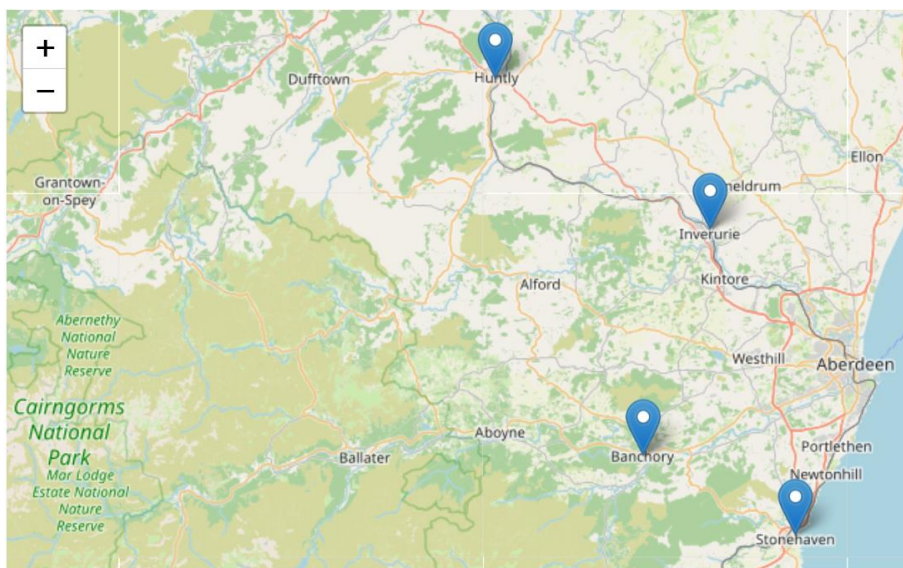 +
−
Dufftown
Huntly
Ellon
Grantown-
on-Spey
neldrum
Inverurie
Kintore
Alford
Abernethy
National
Nature
Reserve
Westhill
Aberdeen
Cairngorms
National
Park
Aboyne
Portlethen
Banchory
Ballater
Newtonhill
Mar Lodge
Estate National
Nature
Reserve
Stonehaven